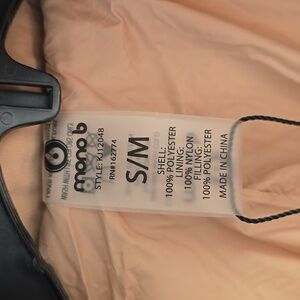 mono b
STYLE: KJ12048
RN#162774
S/M
SHELL:
100% POLYESTER
LINING:
100% NYLON
FILLING:
100% POLYESTER
MADE IN CHINA